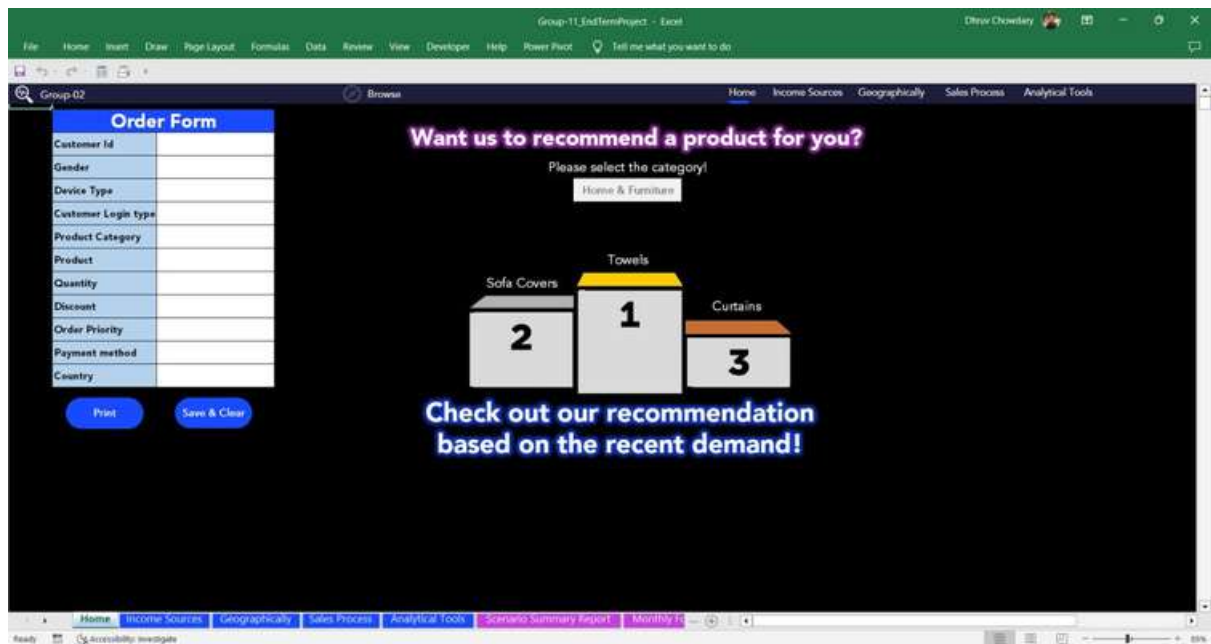 Group-11_EndTermProject - Excel
Dhruv Chowdary
File Home Insert Draw Page Layout Formulas Data Review View Developer Help Power Pivot Tell me what you want to do
Group-02
Browse
Home Income Sources Geographically Sales Process Analytical Tools
Order Form
Customer Id
Gender
Device Type
Customer Login type
Product Category
Product
Quantity
Discount
Order Priority
Payment method
Country
Print
Save & Clear
Want us to recommend a product for you?
Please select the category!
Home & Furniture
Towels
Sofa Covers
Curtains
1
2
3
Check out our recommendation
based on the recent demand!
Home Income Sources Geographically Sales Process Analytical Tools Scenario Summary Report Monthly
Ready Accessibility: Investigate